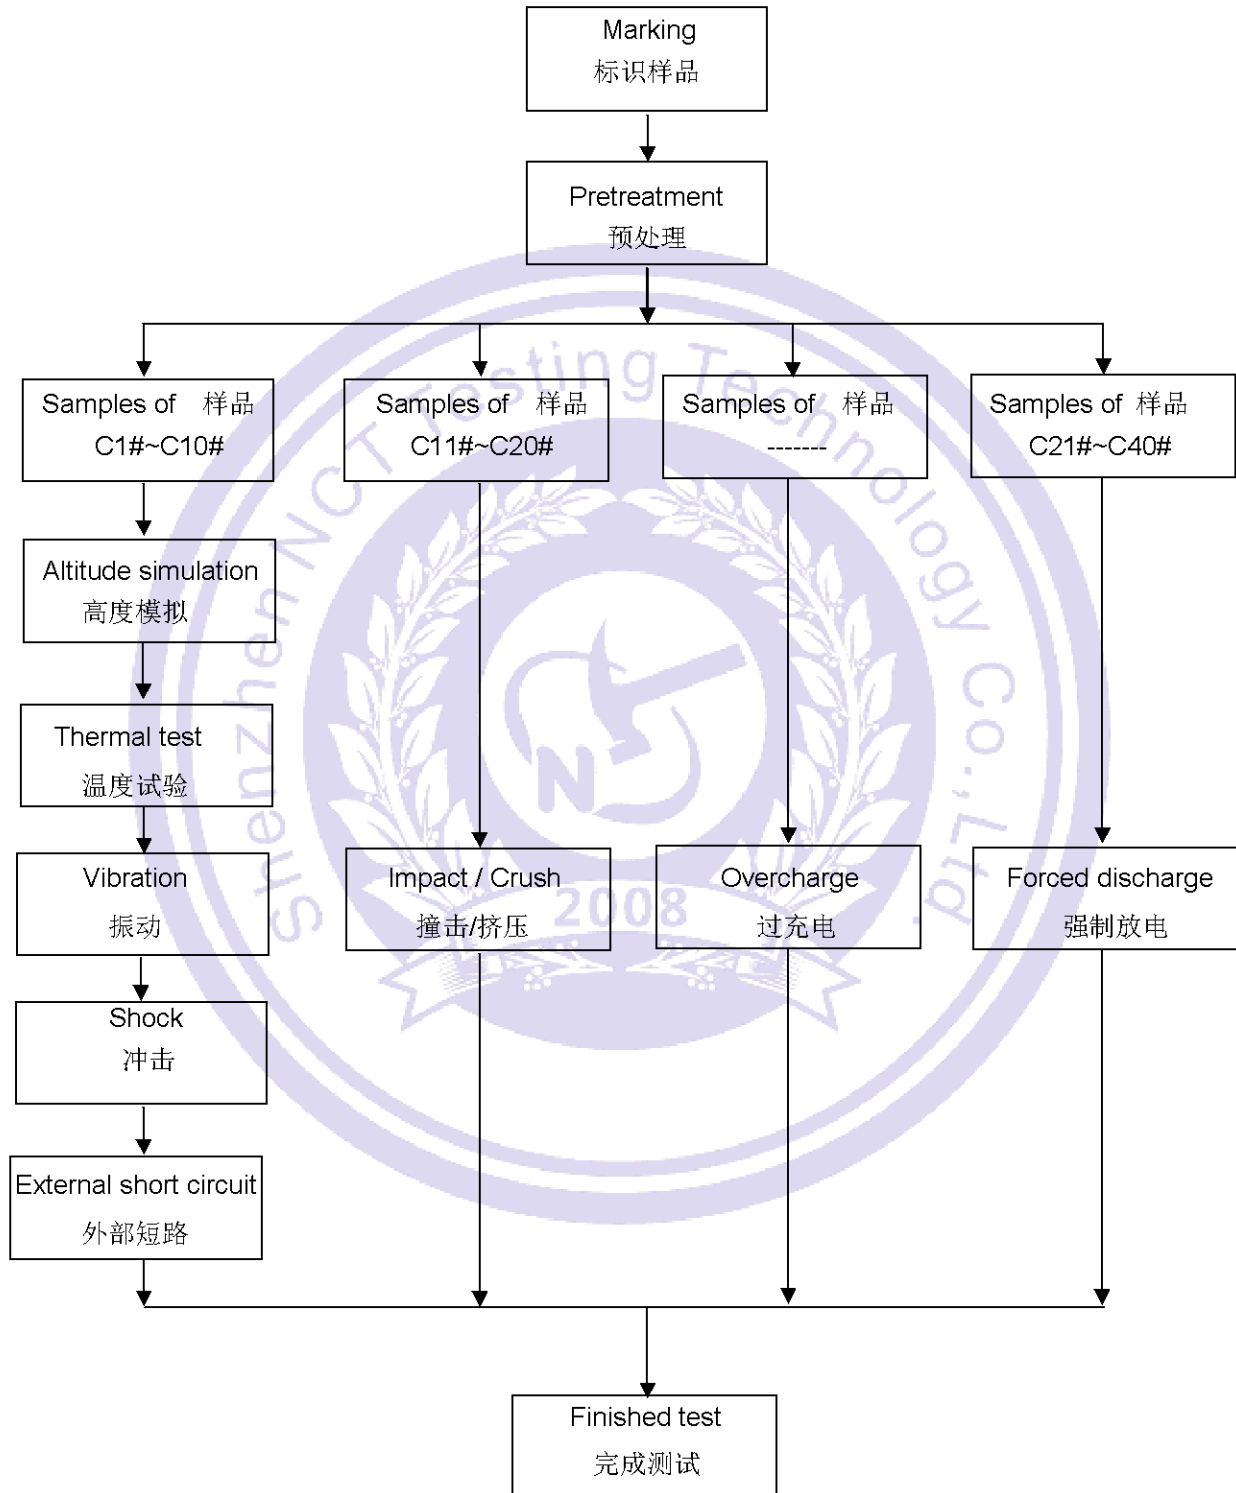 Marking
标识样品
Pretreatment
预处理
Samples of 样品
C1#~C10#
Samples of 样品
C11#~C20#
Samples of 样品
-------
Samples of 样品
C21#~C40#
Altitude simulation
高度模拟
Thermal test
温度试验
Vibration
振动
Impact / Crush
撞击/挤压
Overcharge
过充电
Forced discharge
强制放电
Shock
冲击
External short circuit
外部短路
Finished test
完成测试
Shenzhen NCT Testing Technology Co.,Ltd.
N
2008